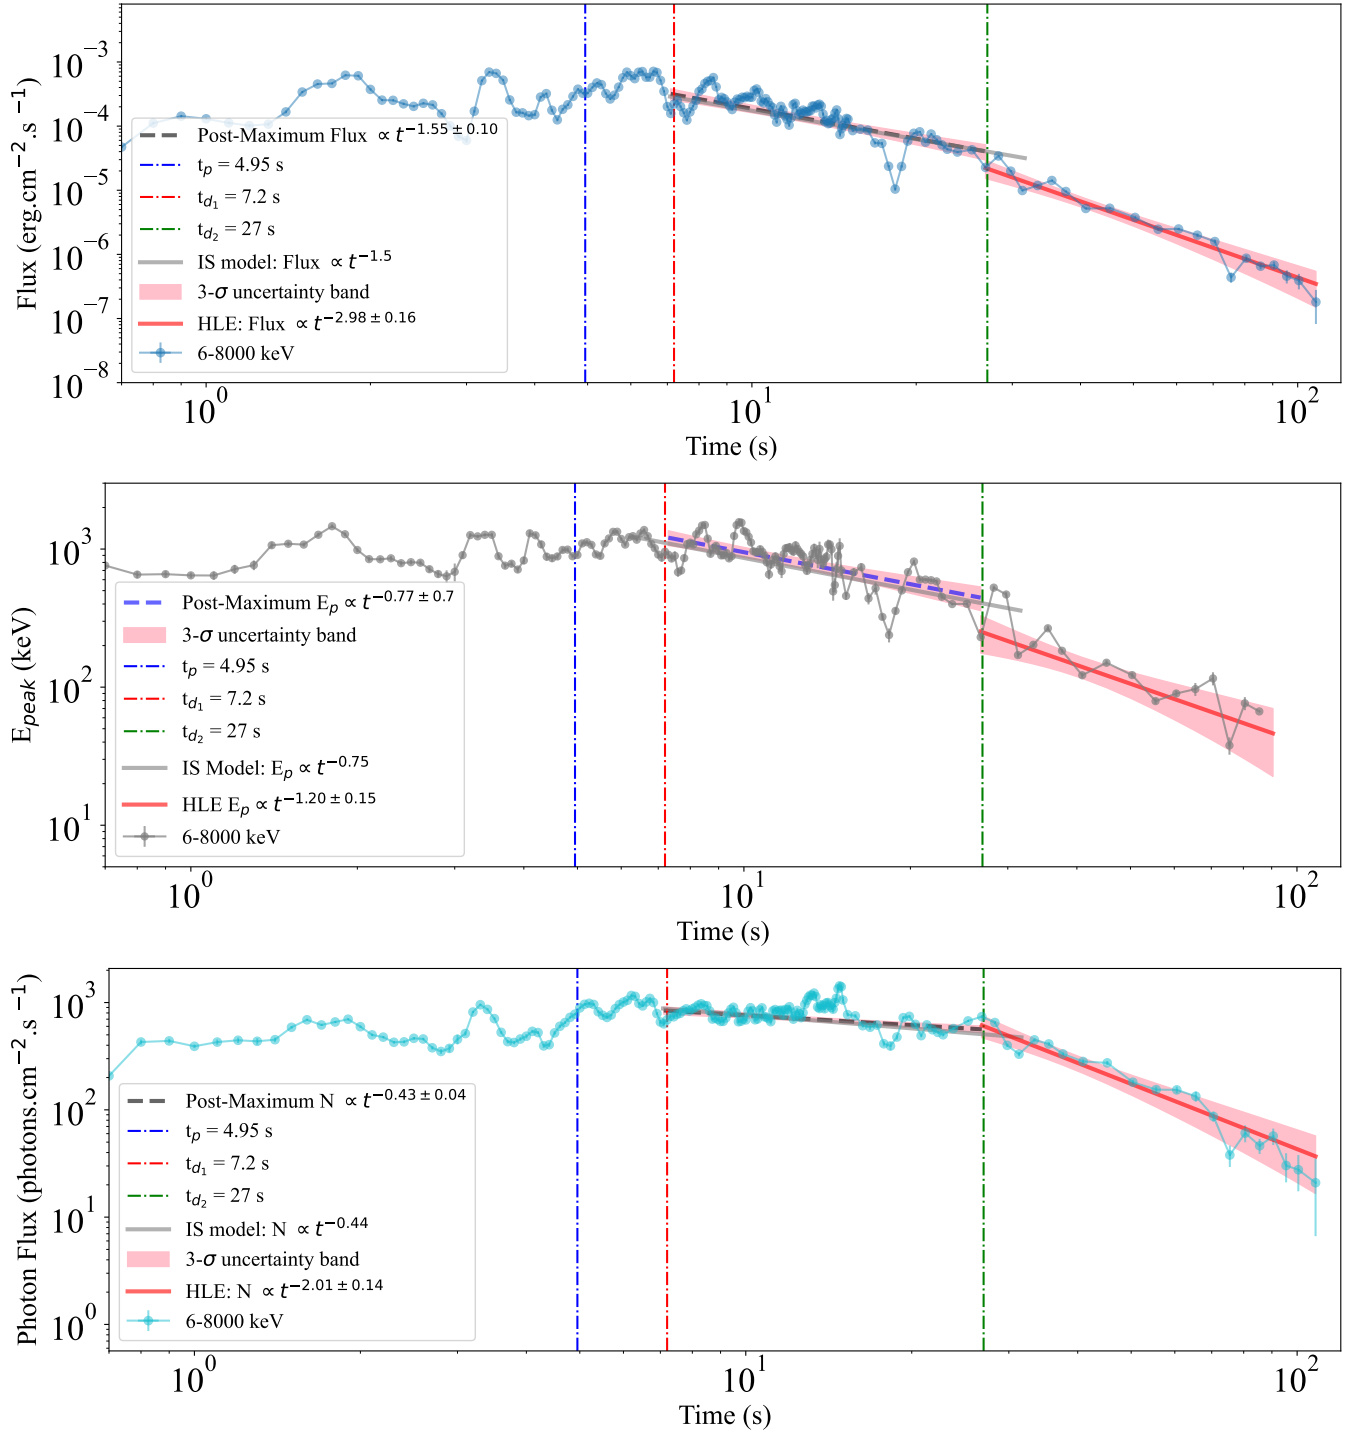 10⁻³
10⁻⁴
10⁻⁵
10⁻⁶
10⁻⁷
10⁻⁸
Flux (erg.cm⁻².s⁻¹)
Post-Maximum Flux ∝ t^−1.55 ± 0.10
t_p = 4.95 s
t_d₁ = 7.2 s
t_d₂ = 27 s
IS model: Flux ∝ t^−1.5
3-σ uncertainty band
HLE: Flux ∝ t^−2.98 ± 0.16
6-8000 keV
10⁰ 10¹ 10²
Time (s)
10³
10²
10¹
E_peak (keV)
Post-Maximum E_p ∝ t^−0.77 ± 0.7
3-σ uncertainty band
t_p = 4.95 s
t_d₁ = 7.2 s
t_d₂ = 27 s
IS Model: E_p ∝ t^−0.75
HLE E_p ∝ t^−1.20 ± 0.15
6-8000 keV
10⁰ 10¹ 10²
Time (s)
10³
10²
10¹
10⁰
Photon Flux (photons.cm⁻².s⁻¹)
Post-Maximum N ∝ t^−0.43 ± 0.04
t_p = 4.95 s
t_d₁ = 7.2 s
t_d₂ = 27 s
IS model: N ∝ t^−0.44
3-σ uncertainty band
HLE: N ∝ t^−2.01 ± 0.14
6-8000 keV
10⁰ 10¹ 10²
Time (s)